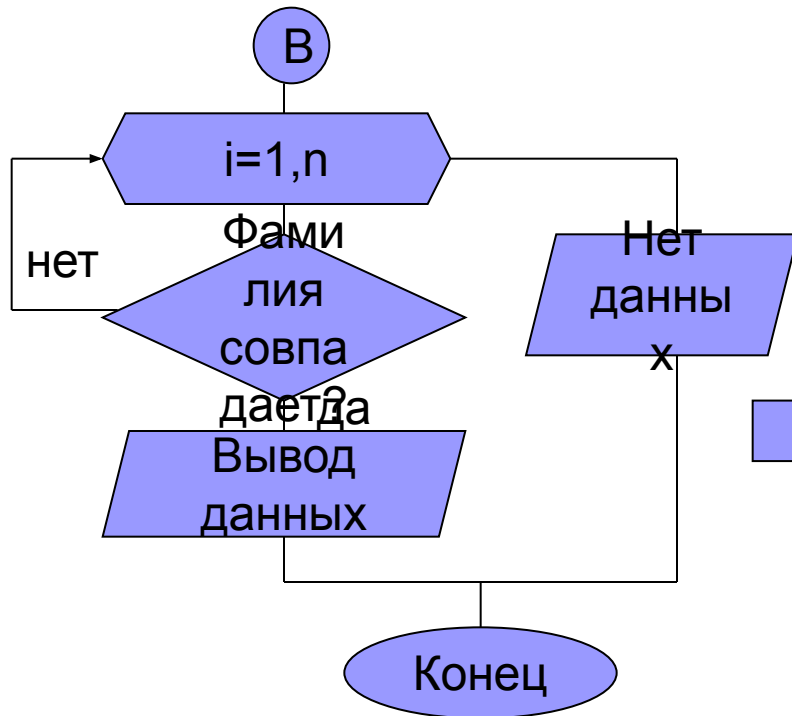 В
i=1,n
нет
Фами
лия
совпа
дает?
да
Вывод
данных
Нет
данны
х
Конец